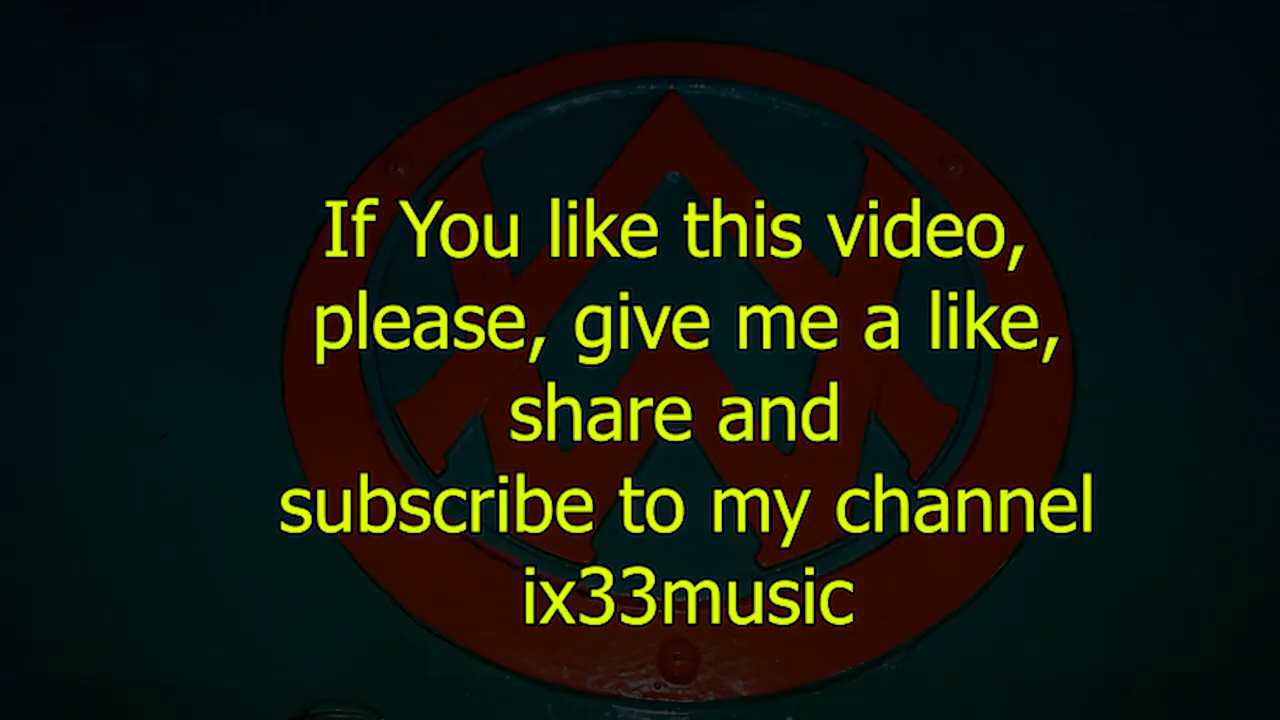 If You like this video,
please, give me a like,
share and
subscribe to my channel
ix33music